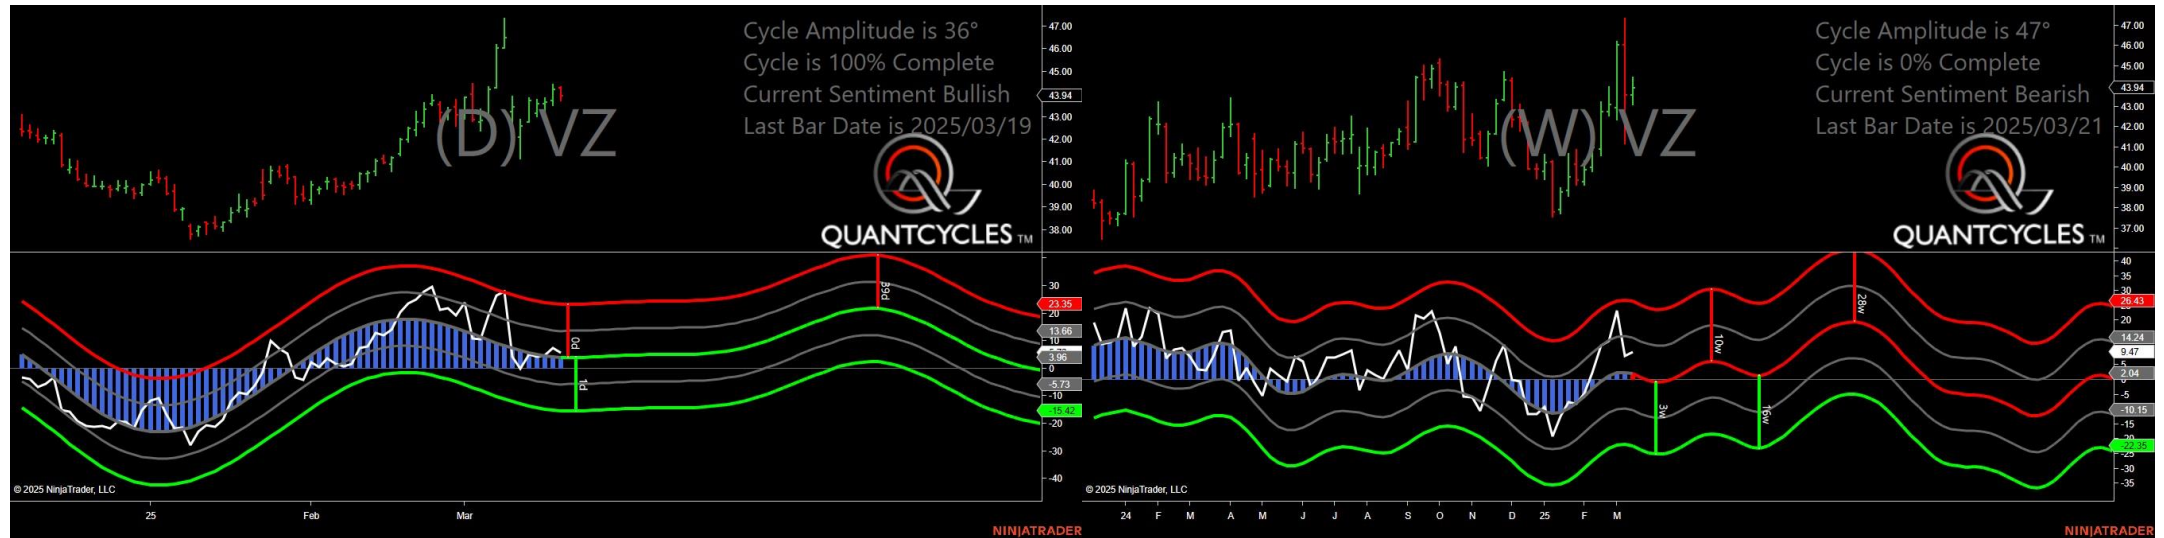 Cycle Amplitude is 36°
Cycle is 100% Complete
Current Sentiment Bullish
Last Bar Date is 2025/03/19
(D) VZ
QUANTCYCLES TM
47.00
46.00
45.00
43.94
43.00
42.00
41.00
40.00
39.00
38.00
39d
0d
1d
30
23.35
20
13.66
10
3.96
0
-5.73
-10
-15.42
-20
-30
-40
© 2025 NinjaTrader, LLC
25 Feb Mar
NINJATRADER
Cycle Amplitude is 47°
Cycle is 0% Complete
Current Sentiment Bearish
Last Bar Date is 2025/03/21
(W) VZ
QUANTCYCLES TM
47.00
46.00
45.00
43.94
43.00
42.00
41.00
40.00
39.00
38.00
37.00
28w
10w
3w
16w
40
35
30
26.43
20
14.24
9.47
2.04
-5
-10.15
-15
-22.35
-25
-30
-35
© 2025 NinjaTrader, LLC
24 F M A M J J A S O N D 25 F M
NINJATRADER